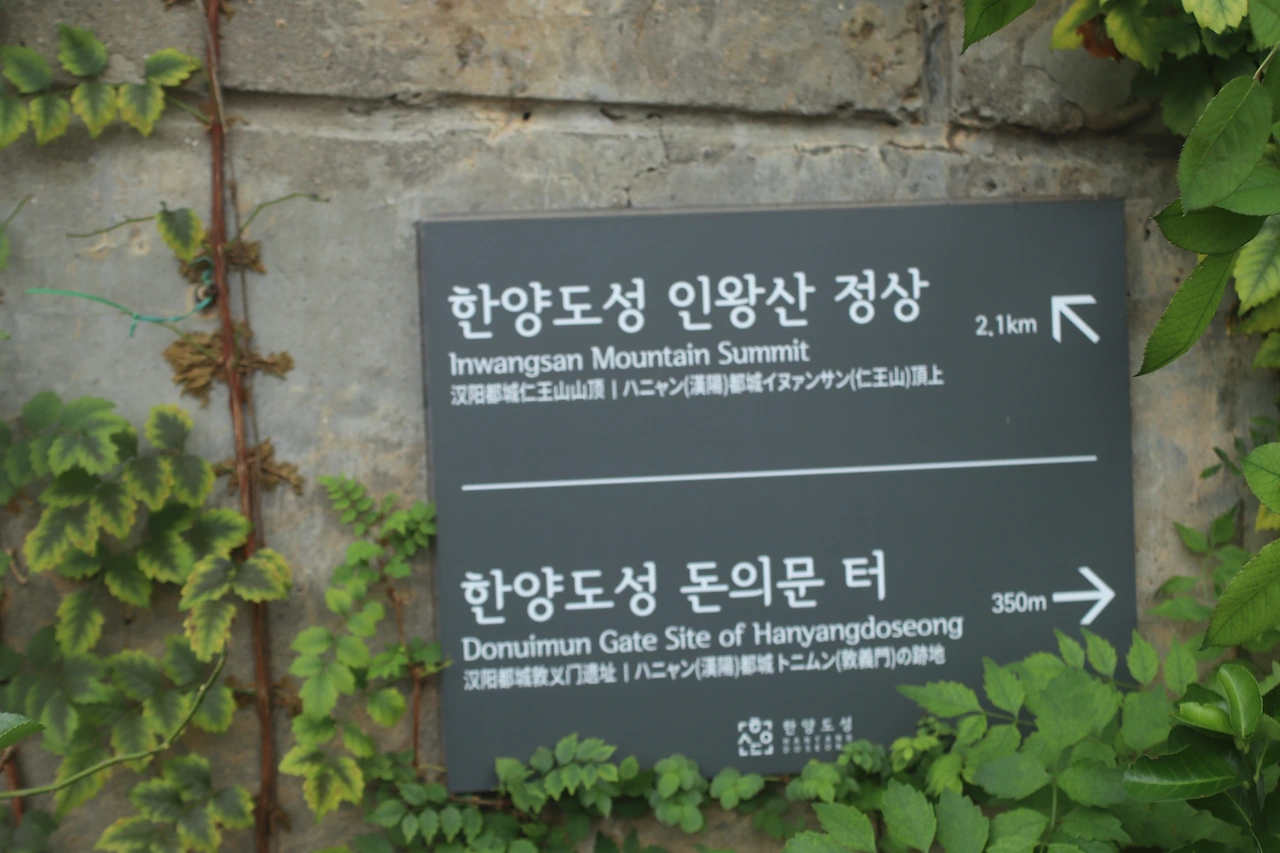 한양도성 인왕산 정상
2.1km
Inwangsan Mountain Summit
汉阳都城仁王山山顶 | ハニャン(漢陽)都城イヌァンサン(仁王山)頂上
한양도성 돈의문 터
350m
Donuimun Gate Site of Hanyangdoseong
汉阳都城敦义门遗址 | ハニャン(漢陽)都城 トニムン(敦義門)の跡地
한양도성